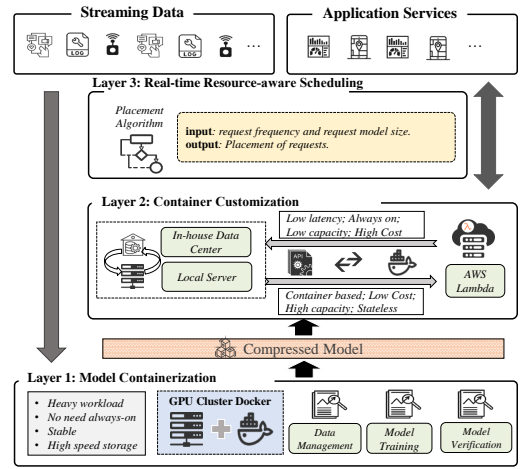 Streaming Data
Application Services
LOG
LOG
...
...
Layer 3: Real-time Resource-aware Scheduling
Placement
Algorithm
input: request frequency and request model size.
output: Placement of requests.
Layer 2: Container Customization
In-house Data
Center
Local Server
Low latency; Always on;
Low capacity; High Cost
API
Container based; Low Cost;
High capacity; Stateless
AWS
Lambda
Compressed Model
Layer 1: Model Containerization
• Heavy workload
• No need always-on
• Stable
• High speed storage
GPU Cluster Docker
Data
Management
Model
Training
Model
Verification